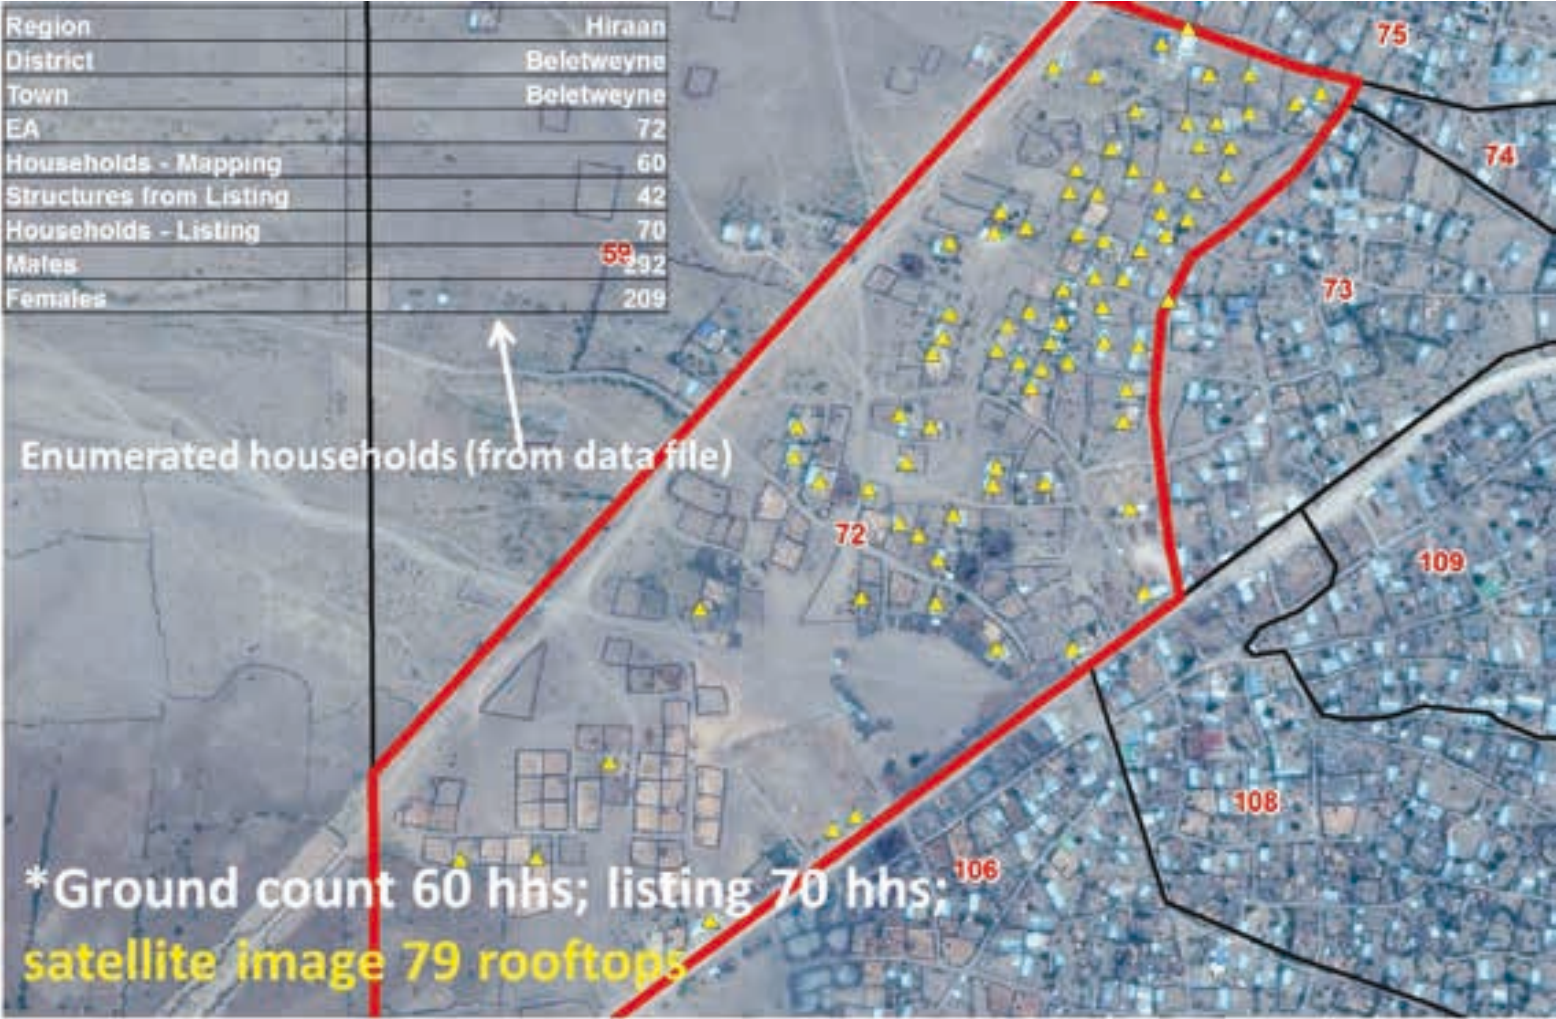 Region Hiraan
District Beletweyne
Town Beletweyne
EA 72
Households - Mapping 60
Structures from Listing 42
Households - Listing 70
Males 292
Females 209
59
75
74
73
Enumerated households (from data file)
72
109
108
106
*Ground count 60 hhs; listing 70 hhs;
satellite image 79 rooftops